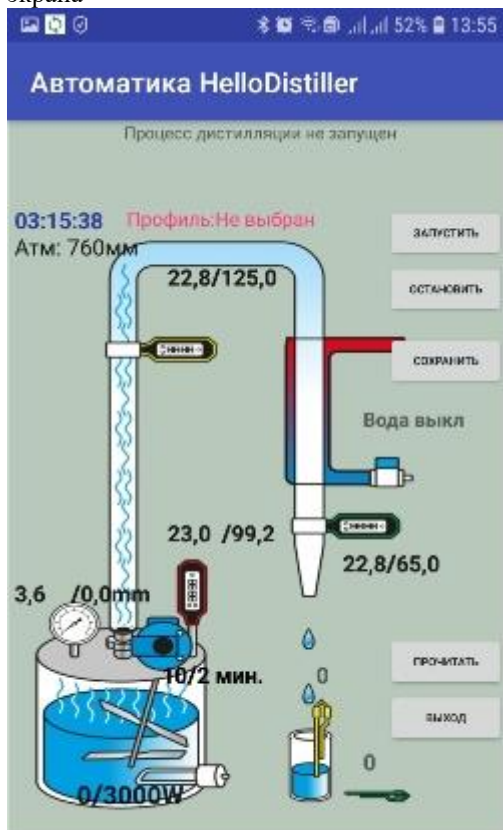 экрана
52% 13:55
Автоматика HelloDistiller
Процесс дистилляции не запущен
03:15:38 Профиль:Не выбран
ЗАПУСТИТЬ
Атм: 760мм
22,8/125,0
ОСТАНОВИТЬ
СОХРАНИТЬ
Вода выкл
23,0 /99,2
22,8/65,0
3,6 /0,0mm
10/2 мин.
0
ПРОЧИТАТЬ
ВЫХОД
0
0/3000W